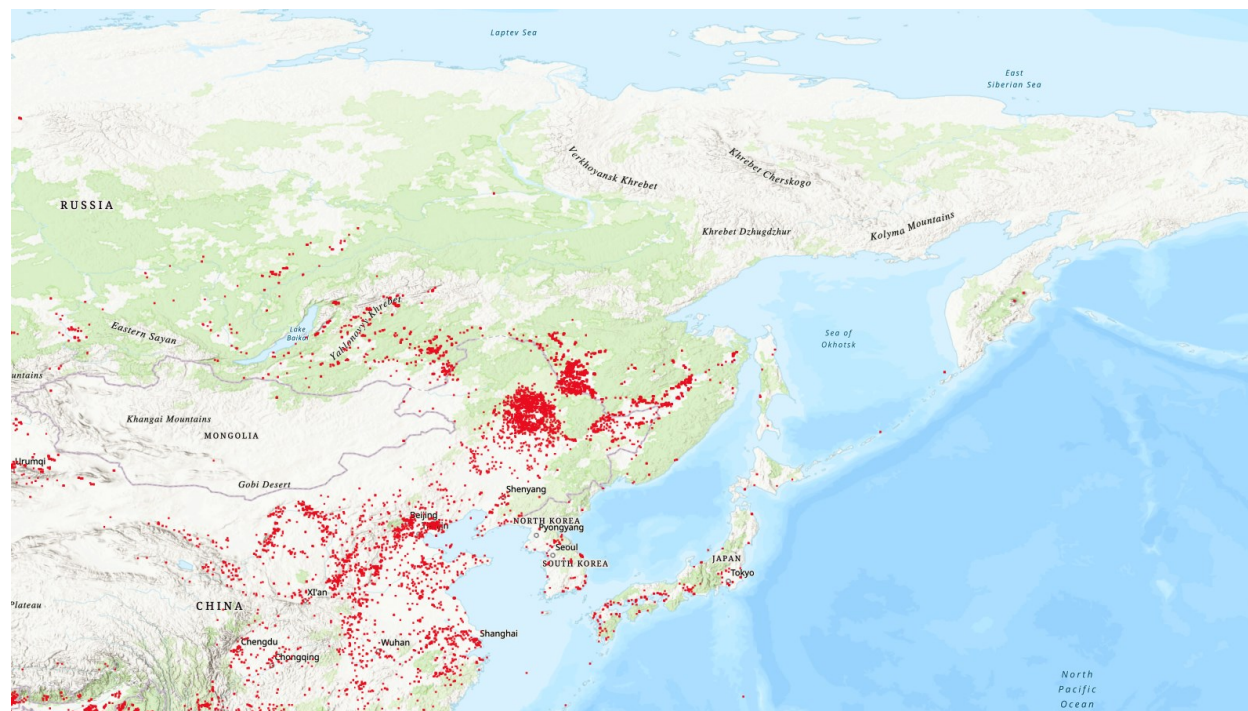 Laptev Sea
East
Siberian Sea
Verkhoyansk Khrebet
Khrebet Cherskogo
RUSSIA
Kolyma Mountains
Khrebet Dzhugdzhur
Eastern Sayan
Lake
Baikal
Yablonovyy Khrebet
Sea of
Okhotsk
untains
Khangai Mountains
MONGOLIA
Urumqi
Gobi Desert
Shenyang
Beijing
NORTH KOREA
Pyongyang
Seoul
SOUTH KOREA
JAPAN
Tokyo
Xi'an
Plateau
CHINA
Shanghai
Chengdu
Wuhan
Chongqing
North
Pacific
Ocean